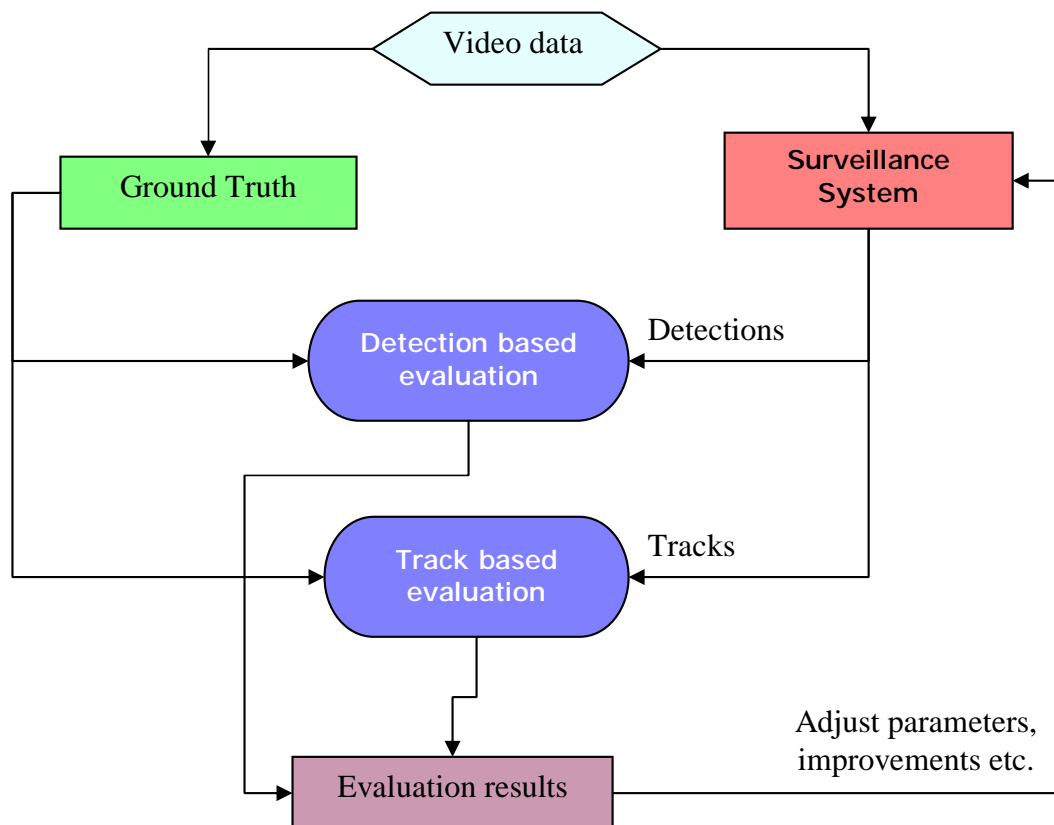 Video data
Ground Truth
Surveillance
System
Detection based
evaluation
Detections
Track based
evaluation
Tracks
Adjust parameters,
improvements etc.
Evaluation results